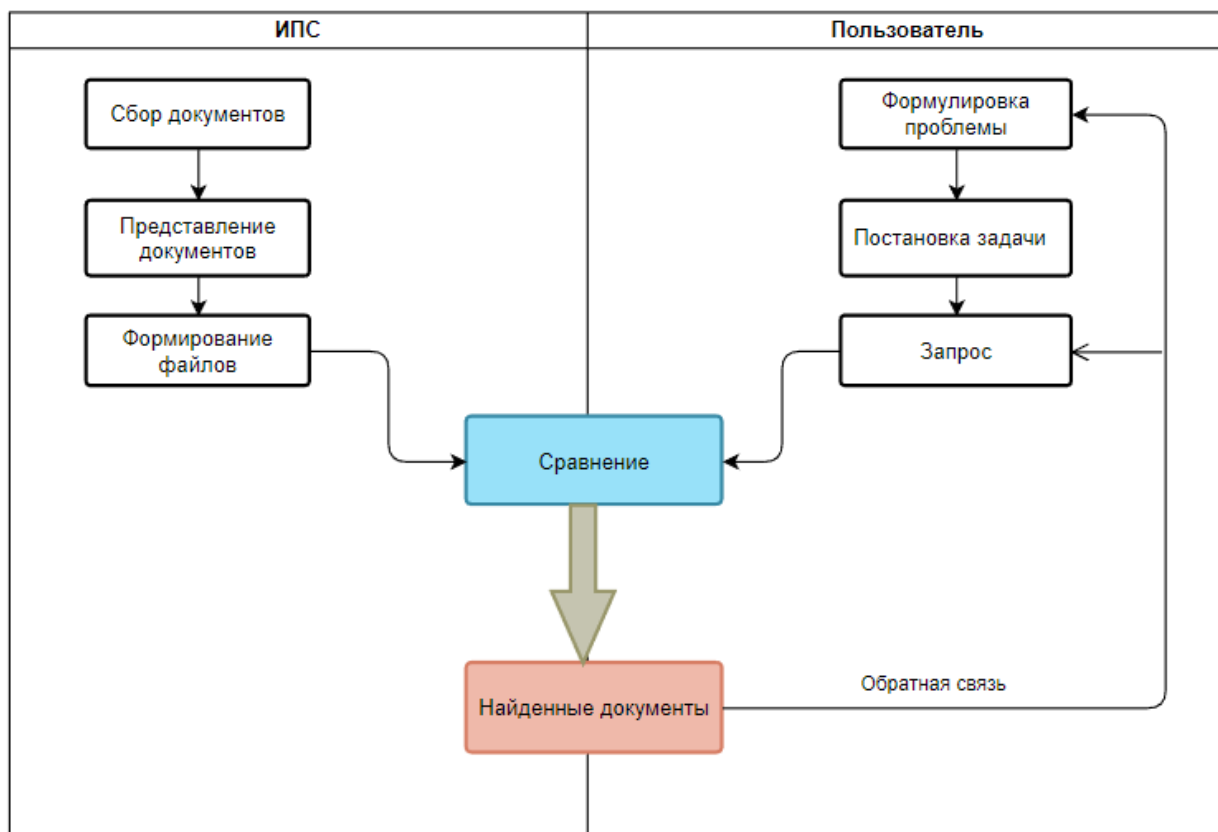 ИПС
Пользователь
Сбор документов
Формулировка
проблемы
Представление
документов
Постановка задачи
Формирование
файлов
Запрос
Сравнение
Обратная связь
Найденные документы